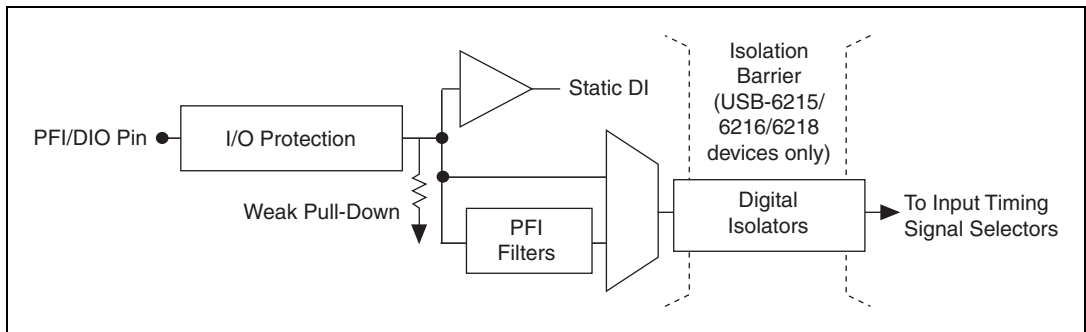 Isolation
Barrier
(USB-6215/
6216/6218
devices only)
Static DI
PFI/DIO Pin
I/O Protection
Weak Pull-Down
PFI
Filters
Digital
Isolators
To Input Timing
Signal Selectors